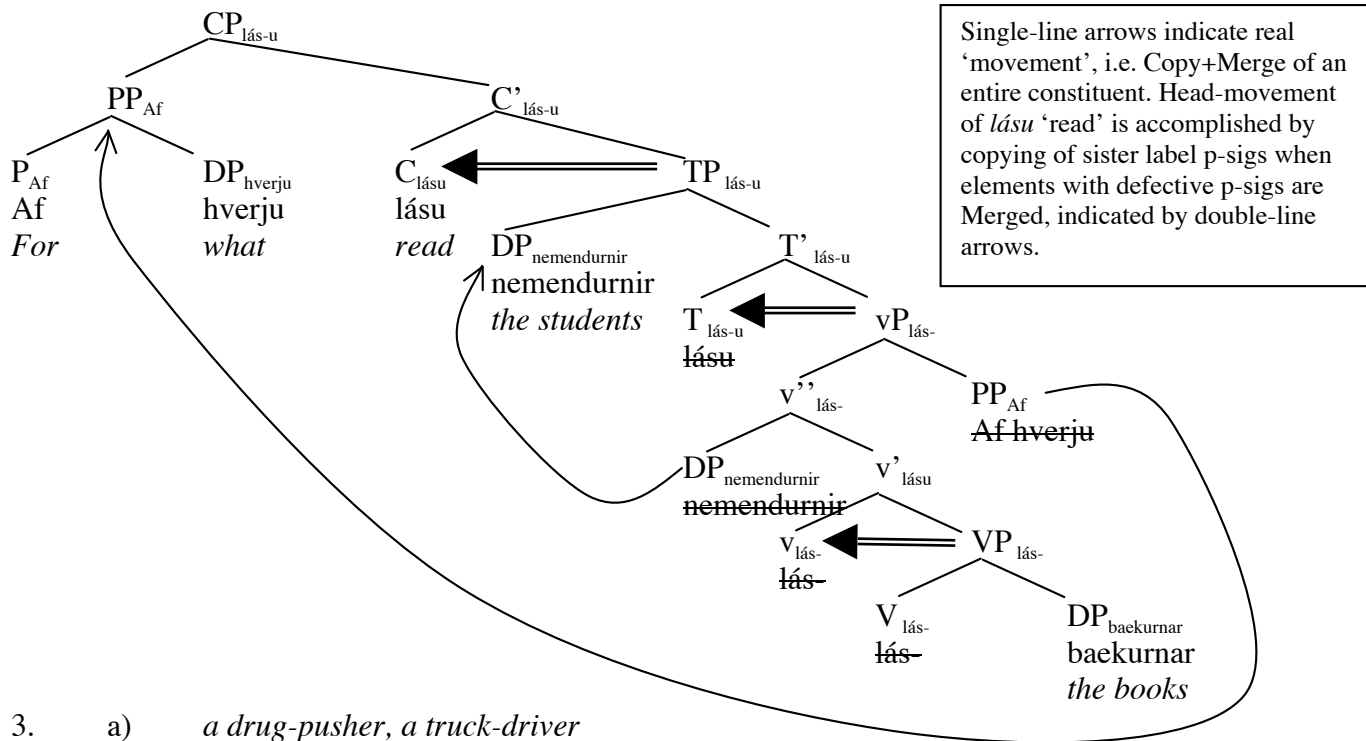 CP lás-u
Single-line arrows indicate real
‘movement’, i.e. Copy+Merge of an
entire constituent. Head-movement
of lásu ‘read’ is accomplished by
copying of sister label p-sigs when
elements with defective p-sigs are
Merged, indicated by double-line
arrows.
PP Af C’ lás-u
P Af DP hverju C lásu TP lás-u
Af hverju lásu
For what read
DP nemendurnir T’ lás-u
nemendurnir
the students
T lás-u vP lás-
lásu
v’’ lás- PP Af
Af hverju
DP nemendurnir v’ lásu
nemendurnir
v lás- VP lás-
lás-
V lás- DP baekurnar
lás- baekurnar
the books
3. a) a drug-pusher, a truck-driver